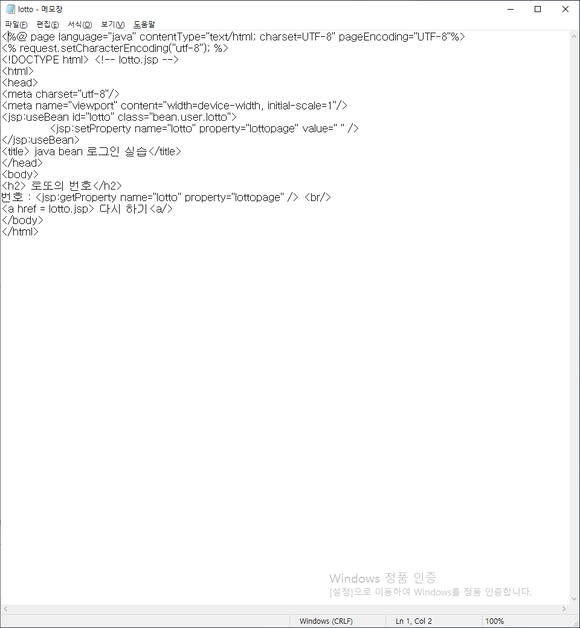 lotto - 메모장
파일(F) 편집(E) 서식(O) 보기(V) 도움말
<%@ page language="java" contentType="text/html; charset=UTF-8" pageEncoding="UTF-8"%>
<% request.setCharacterEncoding("utf-8"); %>
<!DOCTYPE html> <!-- lotto.jsp -->
<html>
<head>
<meta charset="utf-8"/>
<meta name="viewport" content="width=device-width, initial-scale=1"/>
<jsp:useBean id="lotto" class="bean.user.lotto">
<jsp:setProperty name="lotto" property="lottopage" value=" " />
</jsp:useBean>
<title> java bean 로그인 실습</title>
</head>
<body>
<h2> 로또의 번호</h2>
번호 : <jsp:getProperty name="lotto" property="lottopage" /> <br/>
<a href = lotto.jsp> 다시 하기<a/>
</body>
</html>
Windows 정품 인증
[설정]으로 이동하여 Windows를 정품 인증합니다.
Windows (CRLF) Ln 1, Col 2 100%